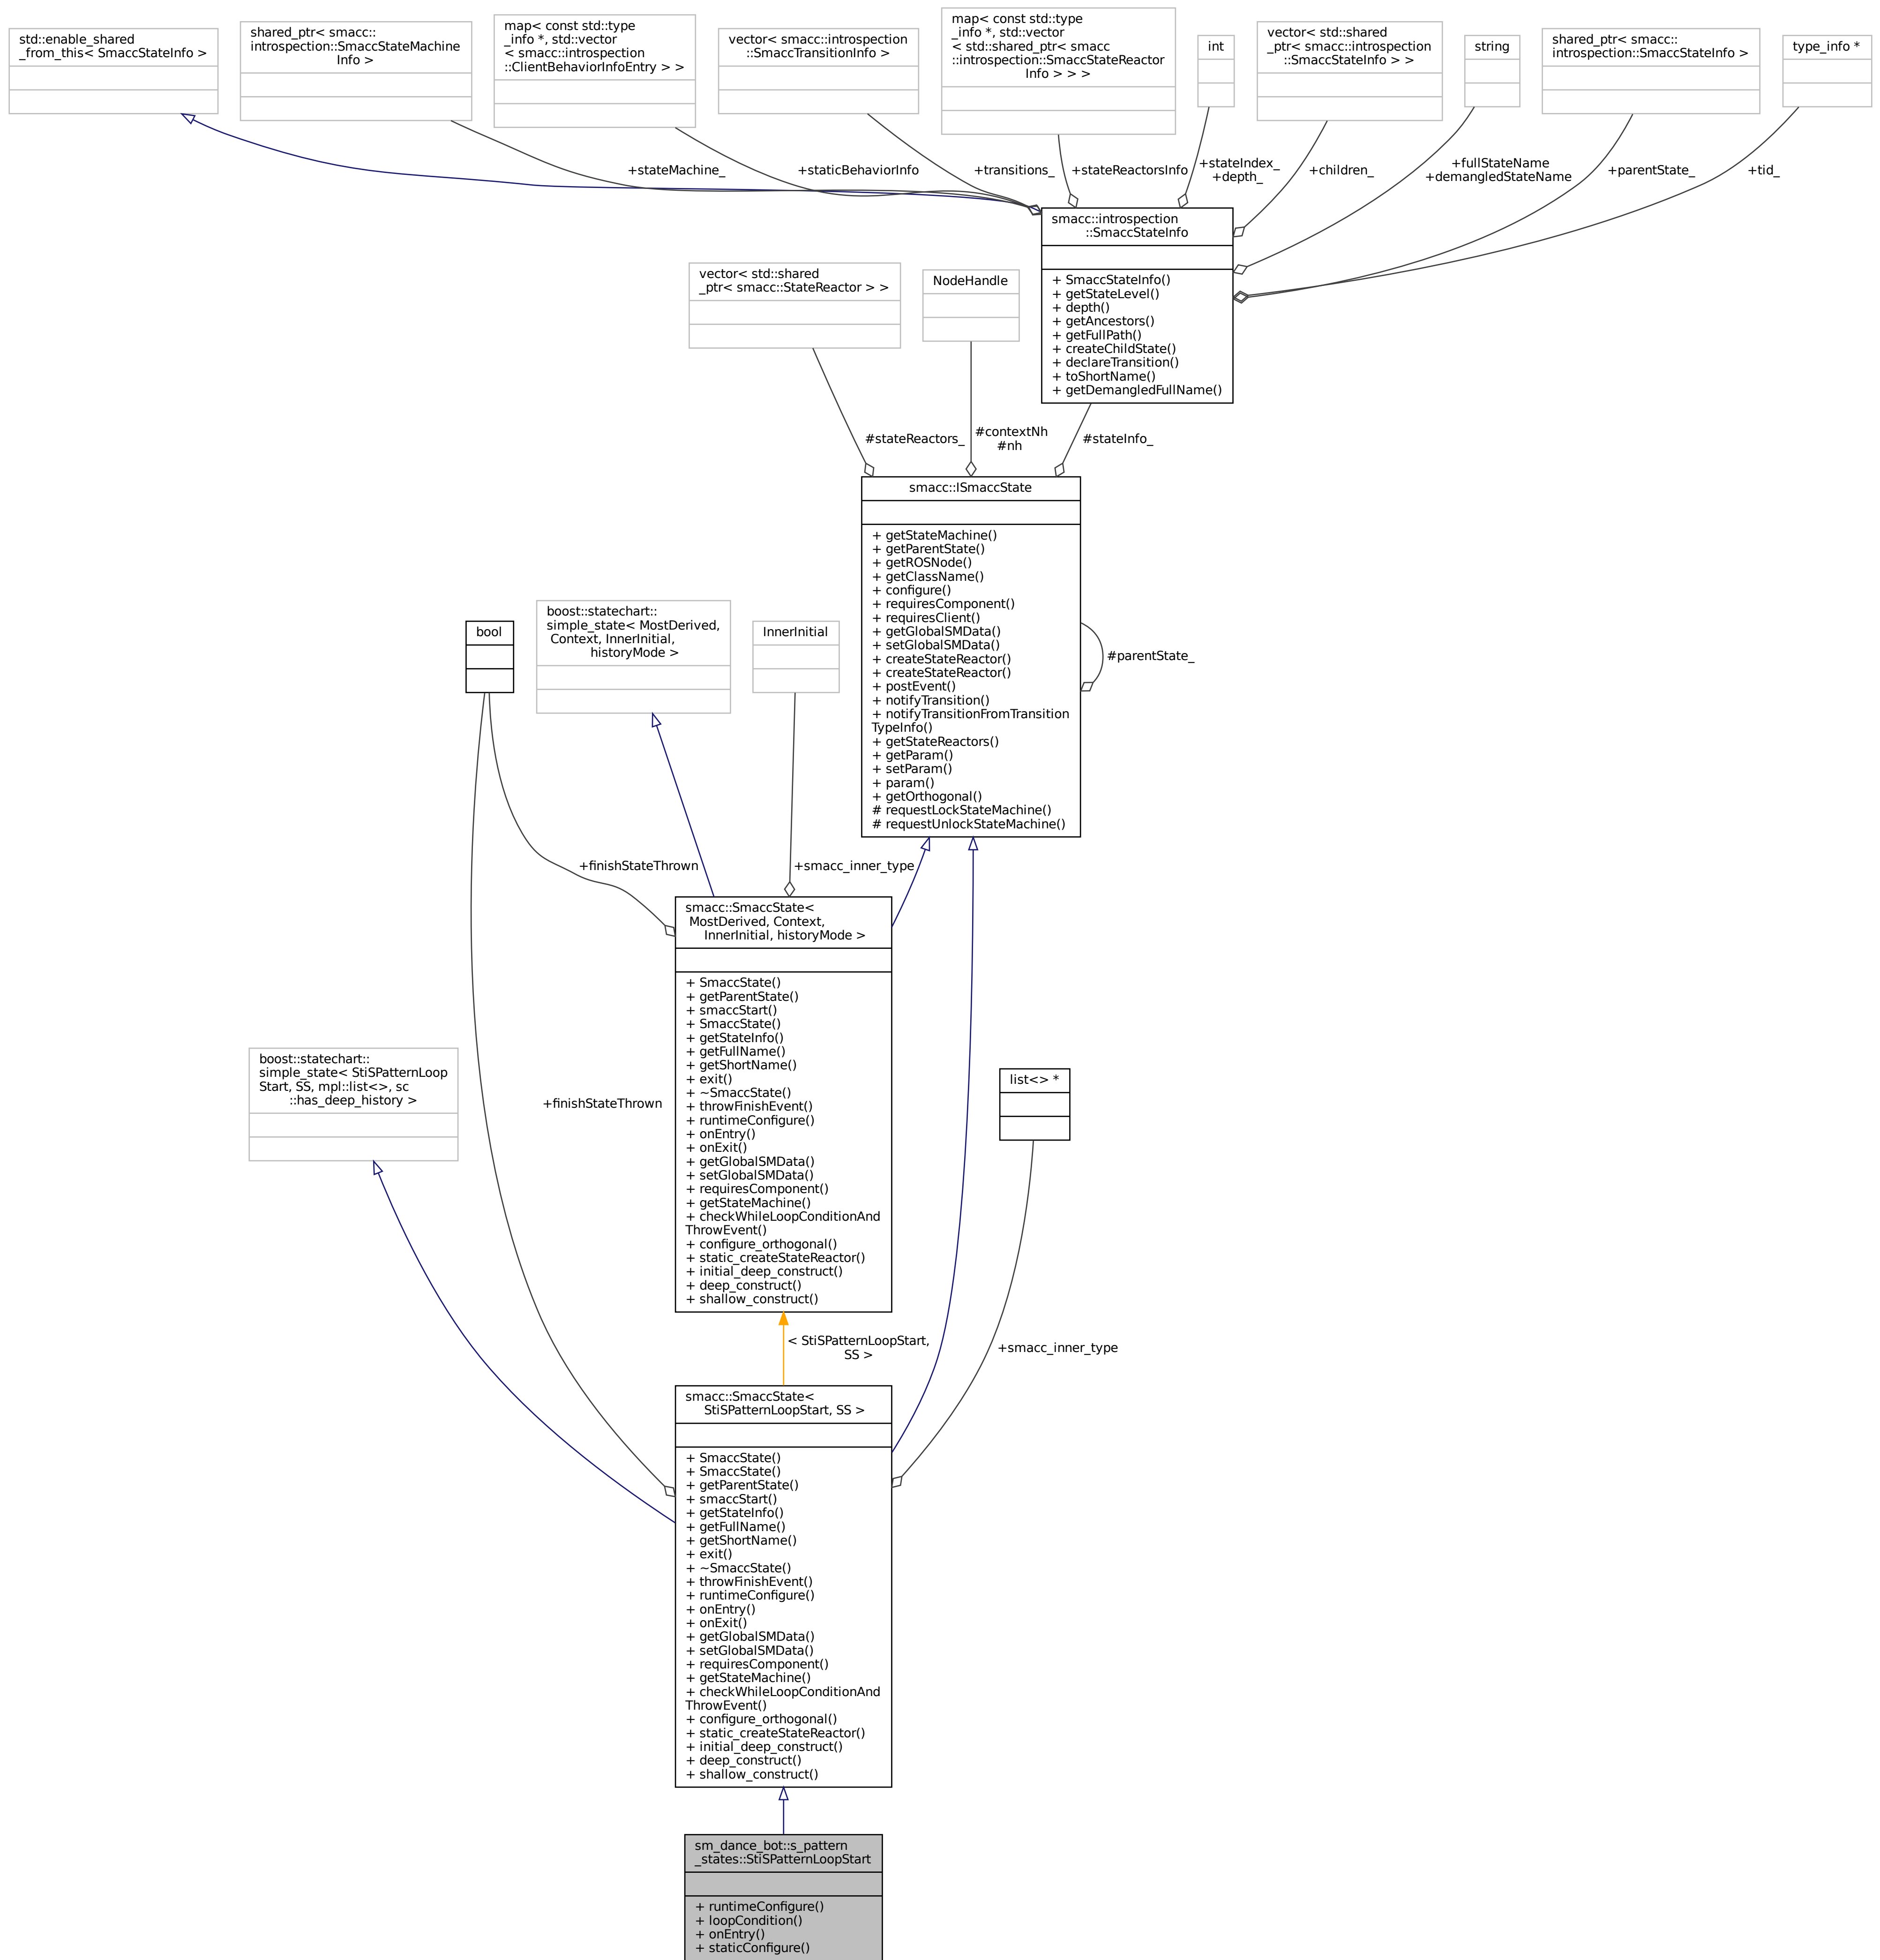 std::enable_shared
_from_this< SmaccStateInfo >
shared_ptr< smacc::
introspection::SmaccStateMachine
Info >
map< const std::type
_info *, std::vector
< smacc::introspection
::ClientBehaviorInfoEntry > >
vector< smacc::introspection
::SmaccTransitionInfo >
map< const std::type
_info *, std::vector
< std::shared_ptr< smacc
::introspection::SmaccStateReactor
Info > > >
int
vector< std::shared
_ptr< smacc::introspection
::SmaccStateInfo > >
string
shared_ptr< smacc::
introspection::SmaccStateInfo >
type_info *
+stateMachine_
+staticBehaviorInfo
+transitions_
+stateReactorsInfo
+stateIndex_
+depth_
+children_
+fullStateName
+demangledStateName
+parentState_
+tid_
smacc::introspection
::SmaccStateInfo
+ SmaccStateInfo()
+ getStateLevel()
+ depth()
+ getAncestors()
+ getFullPath()
+ createChildState()
+ declareTransition()
+ toShortName()
+ getDemangledFullName()
vector< std::shared
_ptr< smacc::StateReactor > >
NodeHandle
#stateReactors_
#contextNh
#nh
#stateInfo_
smacc::ISmaccState
+ getStateMachine()
+ getParentState()
+ getROSNode()
+ getClassName()
+ configure()
+ requiresComponent()
+ requiresClient()
+ getGlobalSMData()
+ setGlobalSMData()
+ createStateReactor()
+ createStateReactor()
+ postEvent()
+ notifyTransition()
+ notifyTransitionFromTransition
TypeInfo()
+ getStateReactors()
+ getParam()
+ setParam()
+ param()
+ getOrthogonal()
# requestLockStateMachine()
# requestUnlockStateMachine()
#parentState_
bool
boost::statechart::
simple_state< MostDerived,
Context, InnerInitial,
historyMode >
InnerInitial
+finishStateThrown
+smacc_inner_type
smacc::SmaccState<
MostDerived, Context,
InnerInitial, historyMode >
+ SmaccState()
+ getParentState()
+ smaccStart()
+ SmaccState()
+ getStateInfo()
+ getFullName()
+ getShortName()
+ exit()
+ ~SmaccState()
+ throwFinishEvent()
+ runtimeConfigure()
+ onEntry()
+ onExit()
+ getGlobalSMData()
+ setGlobalSMData()
+ requiresComponent()
+ getStateMachine()
+ checkWhileLoopConditionAnd
ThrowEvent()
+ configure_orthogonal()
+ static_createStateReactor()
+ initial_deep_construct()
+ deep_construct()
+ shallow_construct()
boost::statechart::
simple_state< StiSPatternLoop
Start, SS, mpl::list<>, sc
::has_deep_history >
+finishStateThrown
list<> *
< StiSPatternLoopStart,
SS >
+smacc_inner_type
smacc::SmaccState<
StiSPatternLoopStart, SS >
+ SmaccState()
+ SmaccState()
+ getParentState()
+ smaccStart()
+ getStateInfo()
+ getFullName()
+ getShortName()
+ exit()
+ ~SmaccState()
+ throwFinishEvent()
+ runtimeConfigure()
+ onEntry()
+ onExit()
+ getGlobalSMData()
+ setGlobalSMData()
+ requiresComponent()
+ getStateMachine()
+ checkWhileLoopConditionAnd
ThrowEvent()
+ configure_orthogonal()
+ static_createStateReactor()
+ initial_deep_construct()
+ deep_construct()
+ shallow_construct()
sm_dance_bot::s_pattern
_states::StiSPatternLoopStart
+ runtimeConfigure()
+ loopCondition()
+ onEntry()
+ staticConfigure()